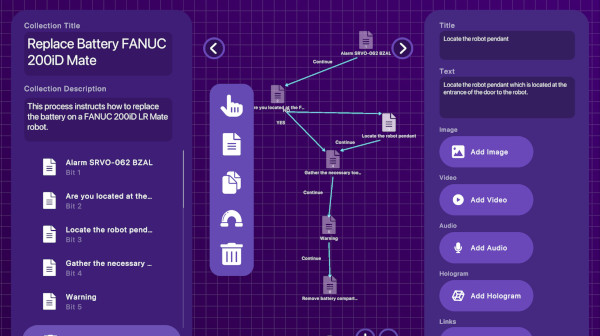 Collection Title
Replace Battery FANUC
200iD Mate
Collection Description
This process instructs how to replace
the battery on a FANUC 200iD LR Mate
robot.
Alarm SRVO-062 BZAL
Bit 1
Are you located at the...
Bit 2
Locate the robot pend...
Bit 3
Gather the necessary ...
Bit 4
Warning
Bit 5
Alarm SRVO-062 BZAL
Continue
re you located at the F...
YES
Locate the robot pendant
Continue
Gather the necessary too...
Continue
Warning
Continue
Remove battery compart...
Title
Locate the robot pendant
Text
Locate the robot pendant which is located at the
entrance of the door to the robot.
Image
Add Image
Video
Add Video
Audio
Add Audio
Hologram
Add Hologram
Links